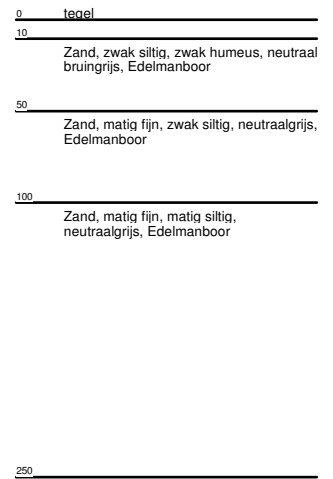 0 tegel
10
Zand, zwak siltig, zwak humeus, neutraal
bruingrijs, Edelmanboor
50
Zand, matig fijn, zwak siltig, neutraalgrijs,
Edelmanboor
100
Zand, matig fijn, matig siltig,
neutraalgrijs, Edelmanboor
250